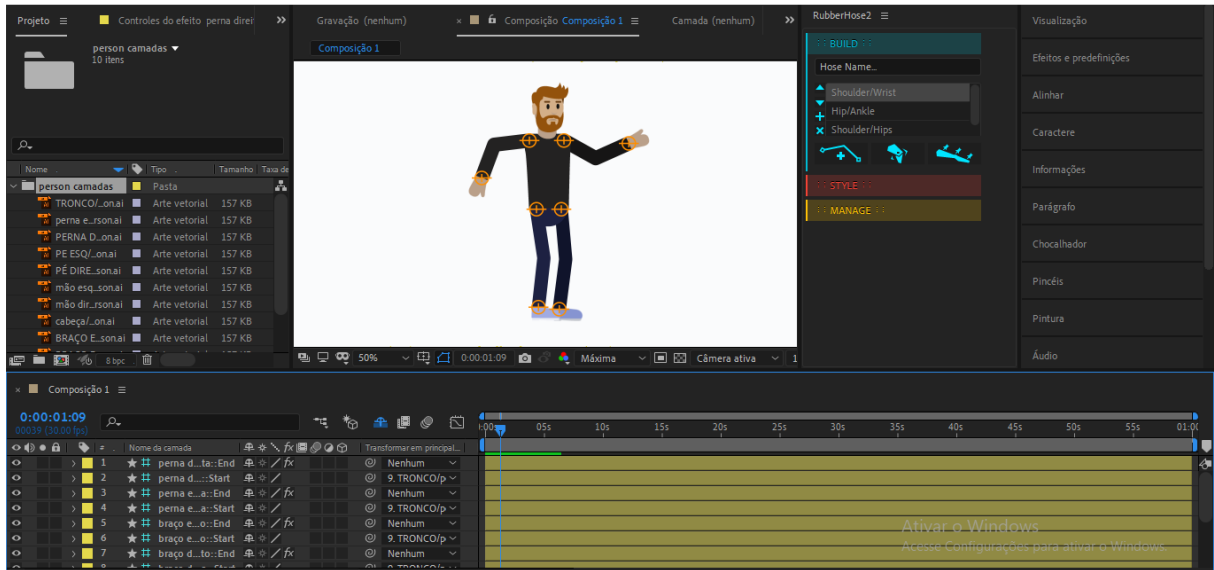 Projeto
Controles do efeito perna direi
person camadas
10 itens
Nome
Tipo
Tamanho
Taxa de
person camadas
Pasta
TRONCO/...on.ai Arte vetorial 157 KB
perna e...rson.ai Arte vetorial 157 KB
PERNA D...on.ai Arte vetorial 157 KB
PE ESQ/...on.ai Arte vetorial 157 KB
PÉ DIRE...son.ai Arte vetorial 157 KB
mão esq...son.ai Arte vetorial 157 KB
mão dir...rson.ai Arte vetorial 157 KB
cabeça/...on.ai Arte vetorial 157 KB
BRAÇO E...son.ai Arte vetorial 157 KB
8 bpc
Gravação (nenhum)
Composição Composição 1
Camada (nenhum)
Composição 1
50%
0:00:01:09
Máxima
Câmera ativa
1
RubberHose2
BUILD
Hose Name...
Shoulder/Wrist
Hip/Ankle
Shoulder/Hips
STYLE
MANAGE
Visualização
Efeitos e predefinições
Alinhar
Caractere
Informações
Parágrafo
Chocalhador
Pincéis
Pintura
Áudio
Composição 1
0:00:01:09
00039 (30.00 fps)
05s 10s 15s 20s 25s 30s 35s 40s 45s 50s 55s 01:00
# Nome da camada fx Transformar em principal...
1 perna d...ta::End fx Nenhum
2 perna d...::Start 9. TRONCO/p
3 perna e...a::End fx Nenhum
4 perna e...a::Start 9. TRONCO/p
5 braço e...o::End fx Nenhum
6 braço e...o::Start 9. TRONCO/p
7 braço d...to::End fx Nenhum
Ativar o Windows
Acesse Configurações para ativar o Windows.